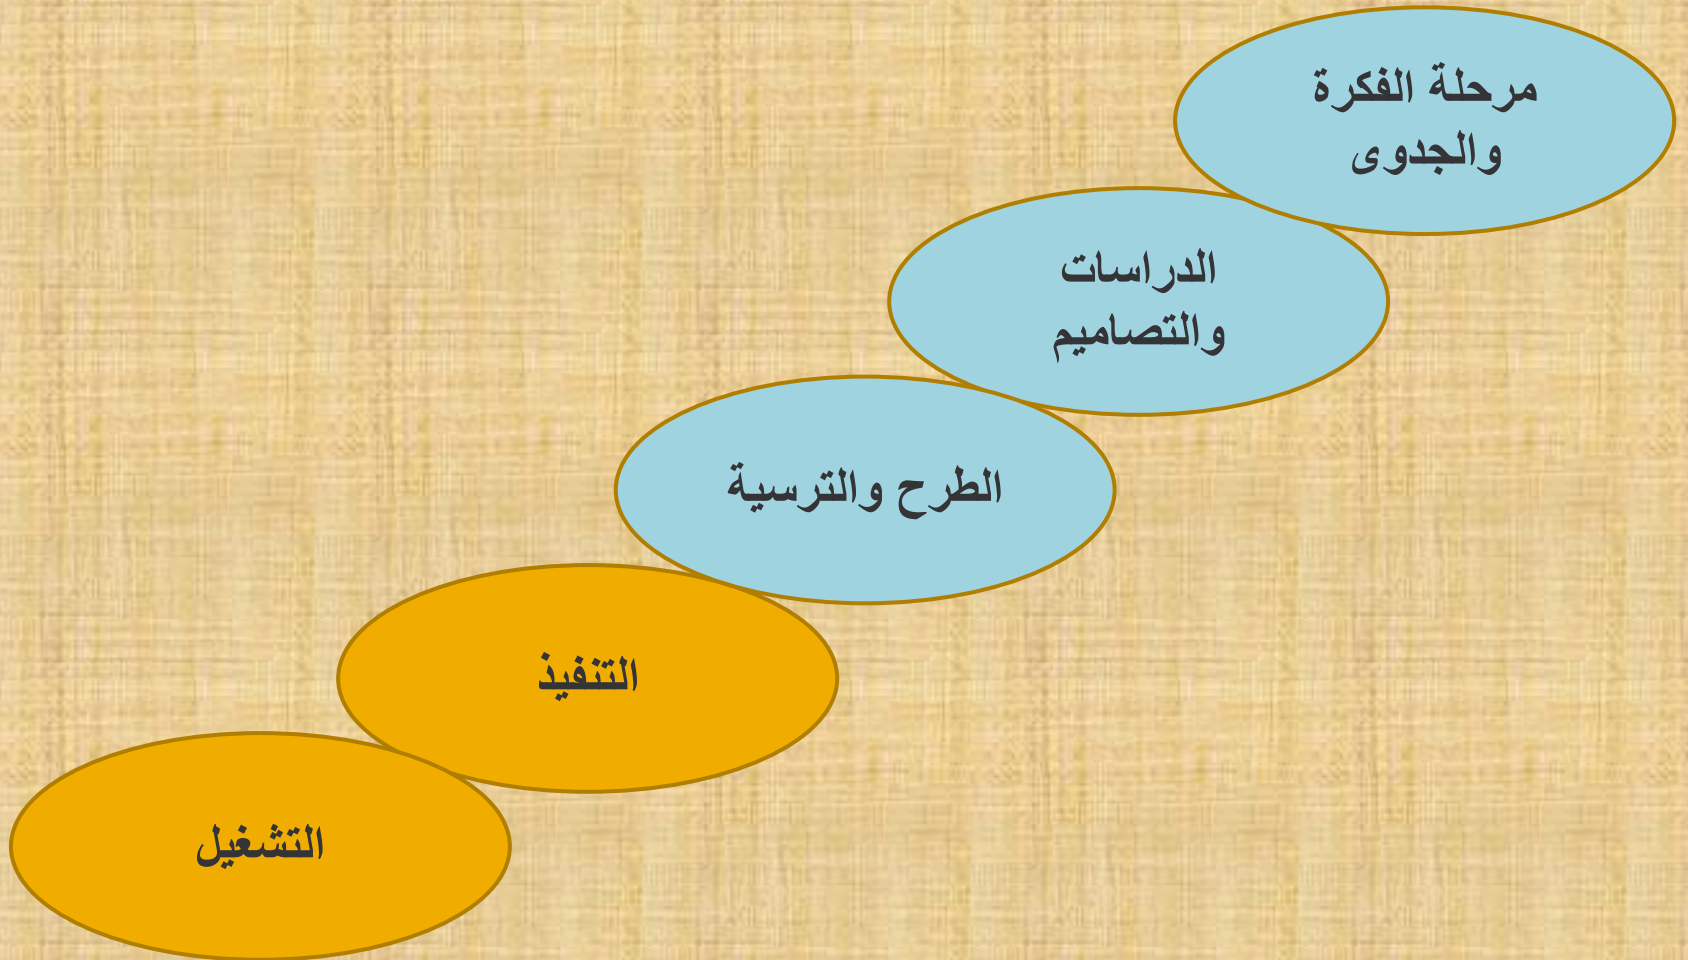 مرحلة الفكرة
والجدوى
الدراسات
والتصاميم
الطرح والترسية
التنفيذ
التشغيل